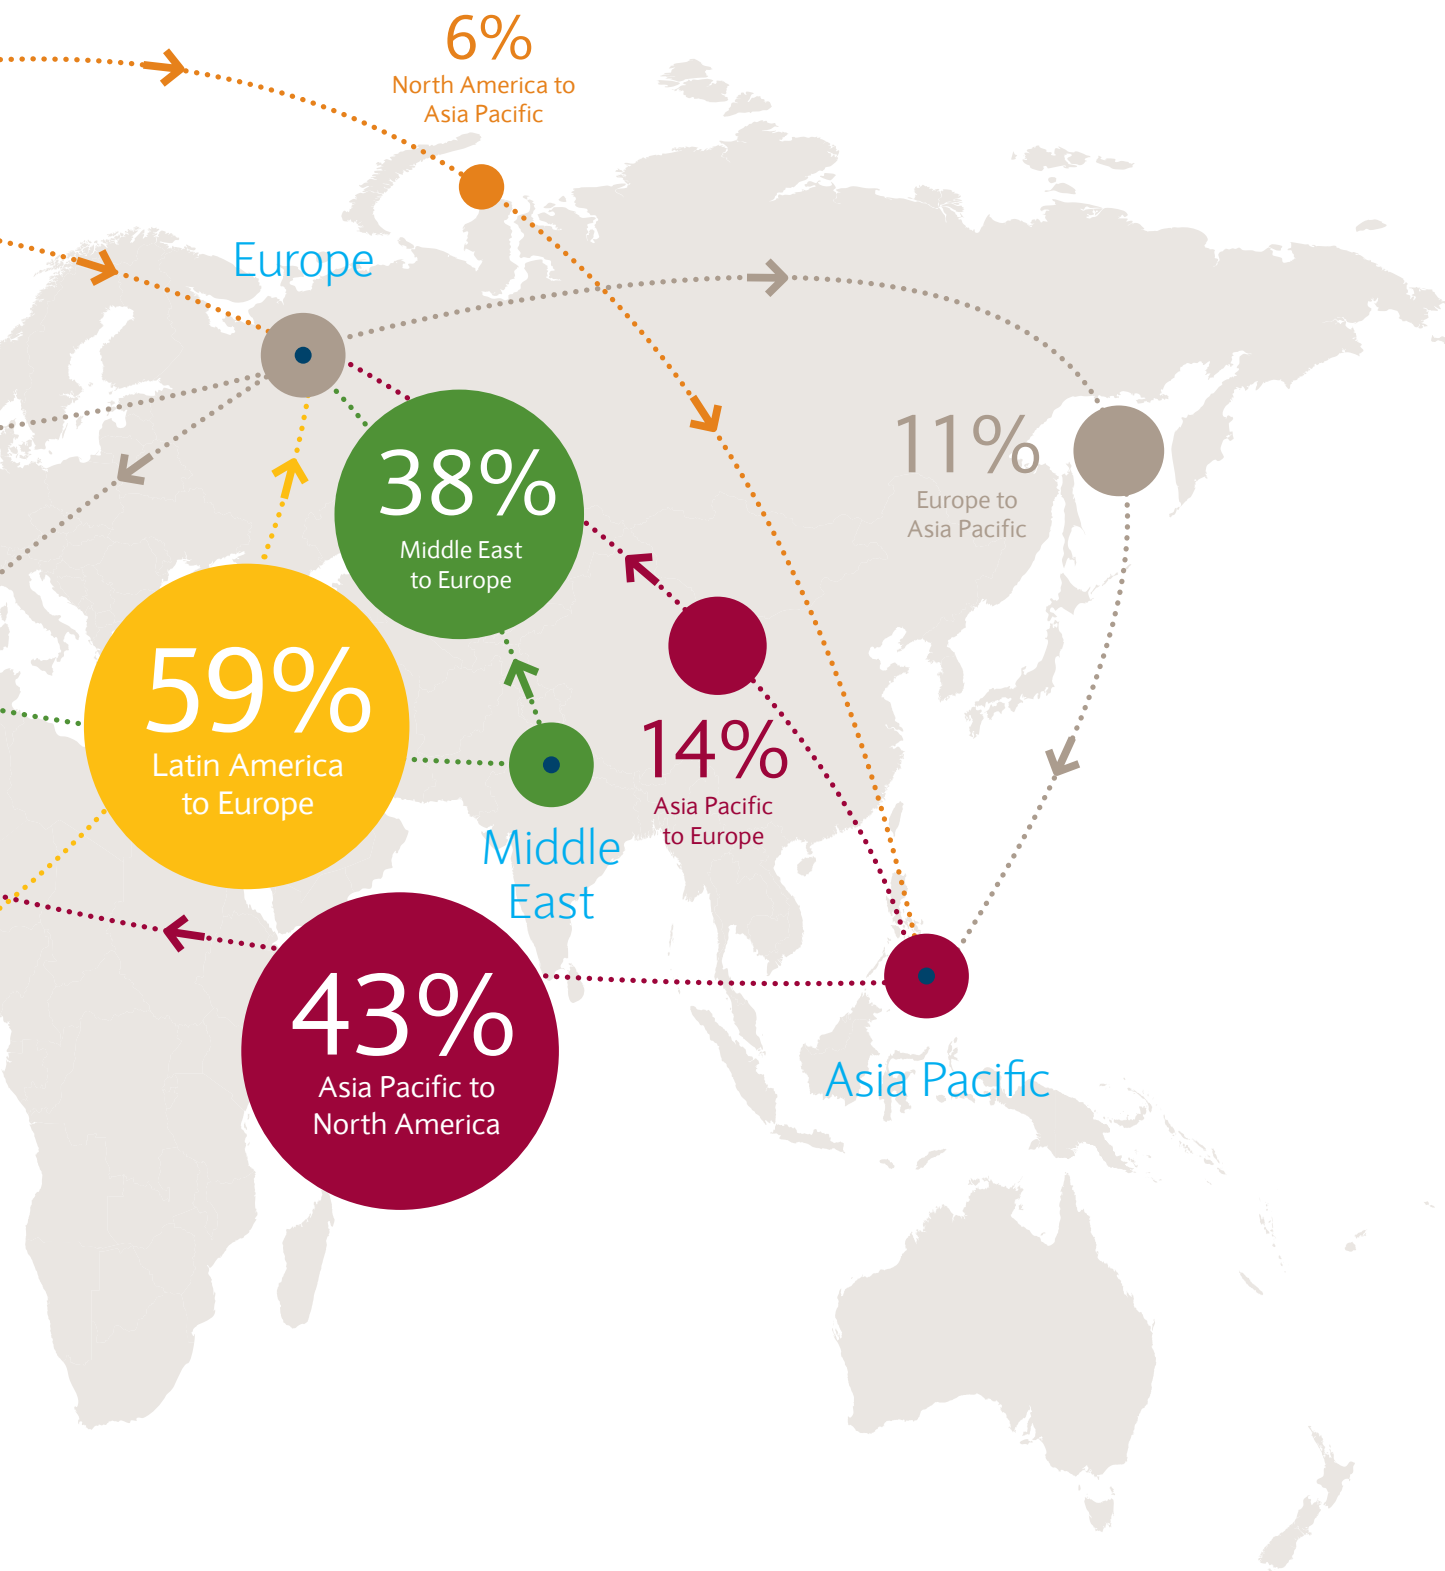 6%
North America to
Asia Pacific
Europe
11%
Europe to
Asia Pacific
38%
Middle East
to Europe
59%
Latin America
to Europe
14%
Asia Pacific
to Europe
Middle
East
43%
Asia Pacific to
North America
Asia Pacific